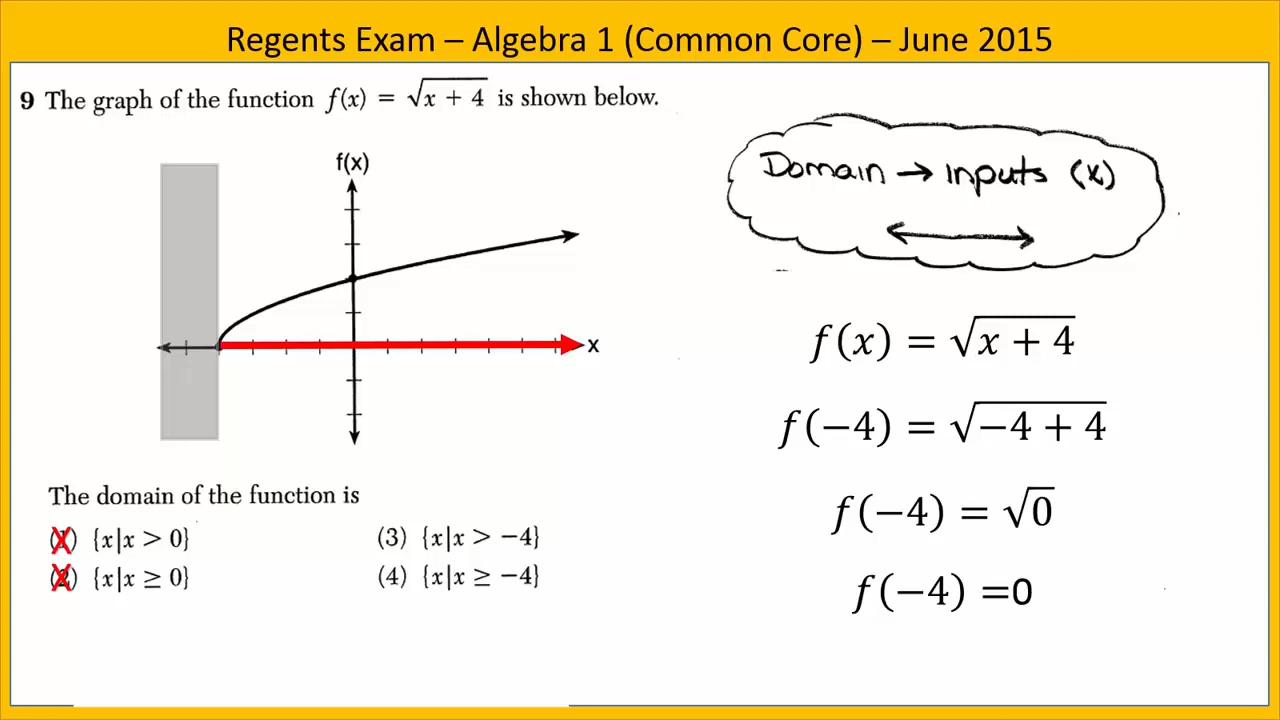 Regents Exam – Algebra 1 (Common Core) – June 2015
9 The graph of the function f(x) = √(x + 4) is shown below.
f(x)
x
Domain → inputs (x)
f(x) = √(x + 4)
f(−4) = √(−4 + 4)
f(−4) = √0
f(−4) =0
The domain of the function is
(1) {x|x > 0}
(2) {x|x ≥ 0}
(3) {x|x > −4}
(4) {x|x ≥ −4}